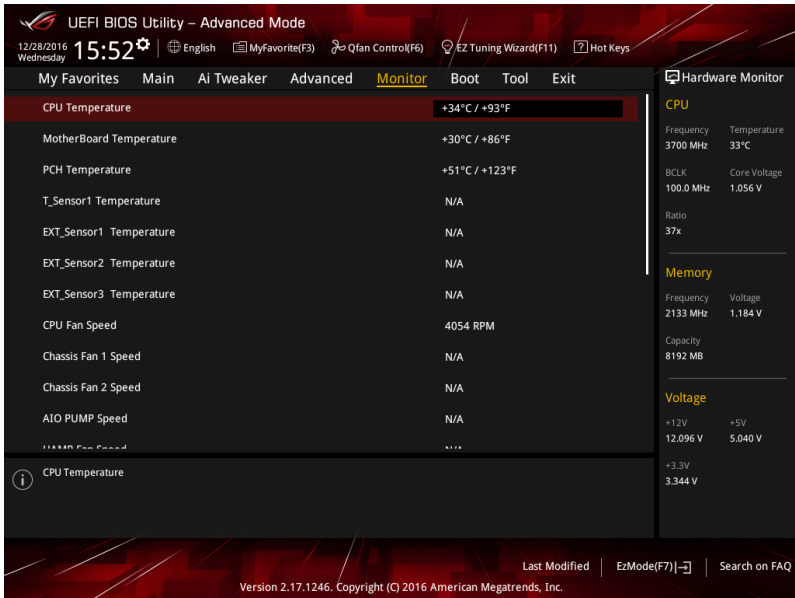 UEFI BIOS Utility – Advanced Mode
12/28/2016 Wednesday 15:52 English MyFavorite(F3) Qfan Control(F6) EZ Tuning Wizard(F11) ? Hot Keys
My Favorites Main Ai Tweaker Advanced Monitor Boot Tool Exit
CPU Temperature +34°C / +93°F
MotherBoard Temperature +30°C / +86°F
PCH Temperature +51°C / +123°F
T_Sensor1 Temperature N/A
EXT_Sensor1 Temperature N/A
EXT_Sensor2 Temperature N/A
EXT_Sensor3 Temperature N/A
CPU Fan Speed 4054 RPM
Chassis Fan 1 Speed N/A
Chassis Fan 2 Speed N/A
AIO PUMP Speed N/A
CPU Temperature
Hardware Monitor
CPU
Frequency Temperature
3700 MHz 33°C
BCLK Core Voltage
100.0 MHz 1.056 V
Ratio
37x
Memory
Frequency Voltage
2133 MHz 1.184 V
Capacity
8192 MB
Voltage
+12V +5V
12.096 V 5.040 V
+3.3V
3.344 V
Last Modified EzMode(F7) Search on FAQ
Version 2.17.1246. Copyright (C) 2016 American Megatrends, Inc.